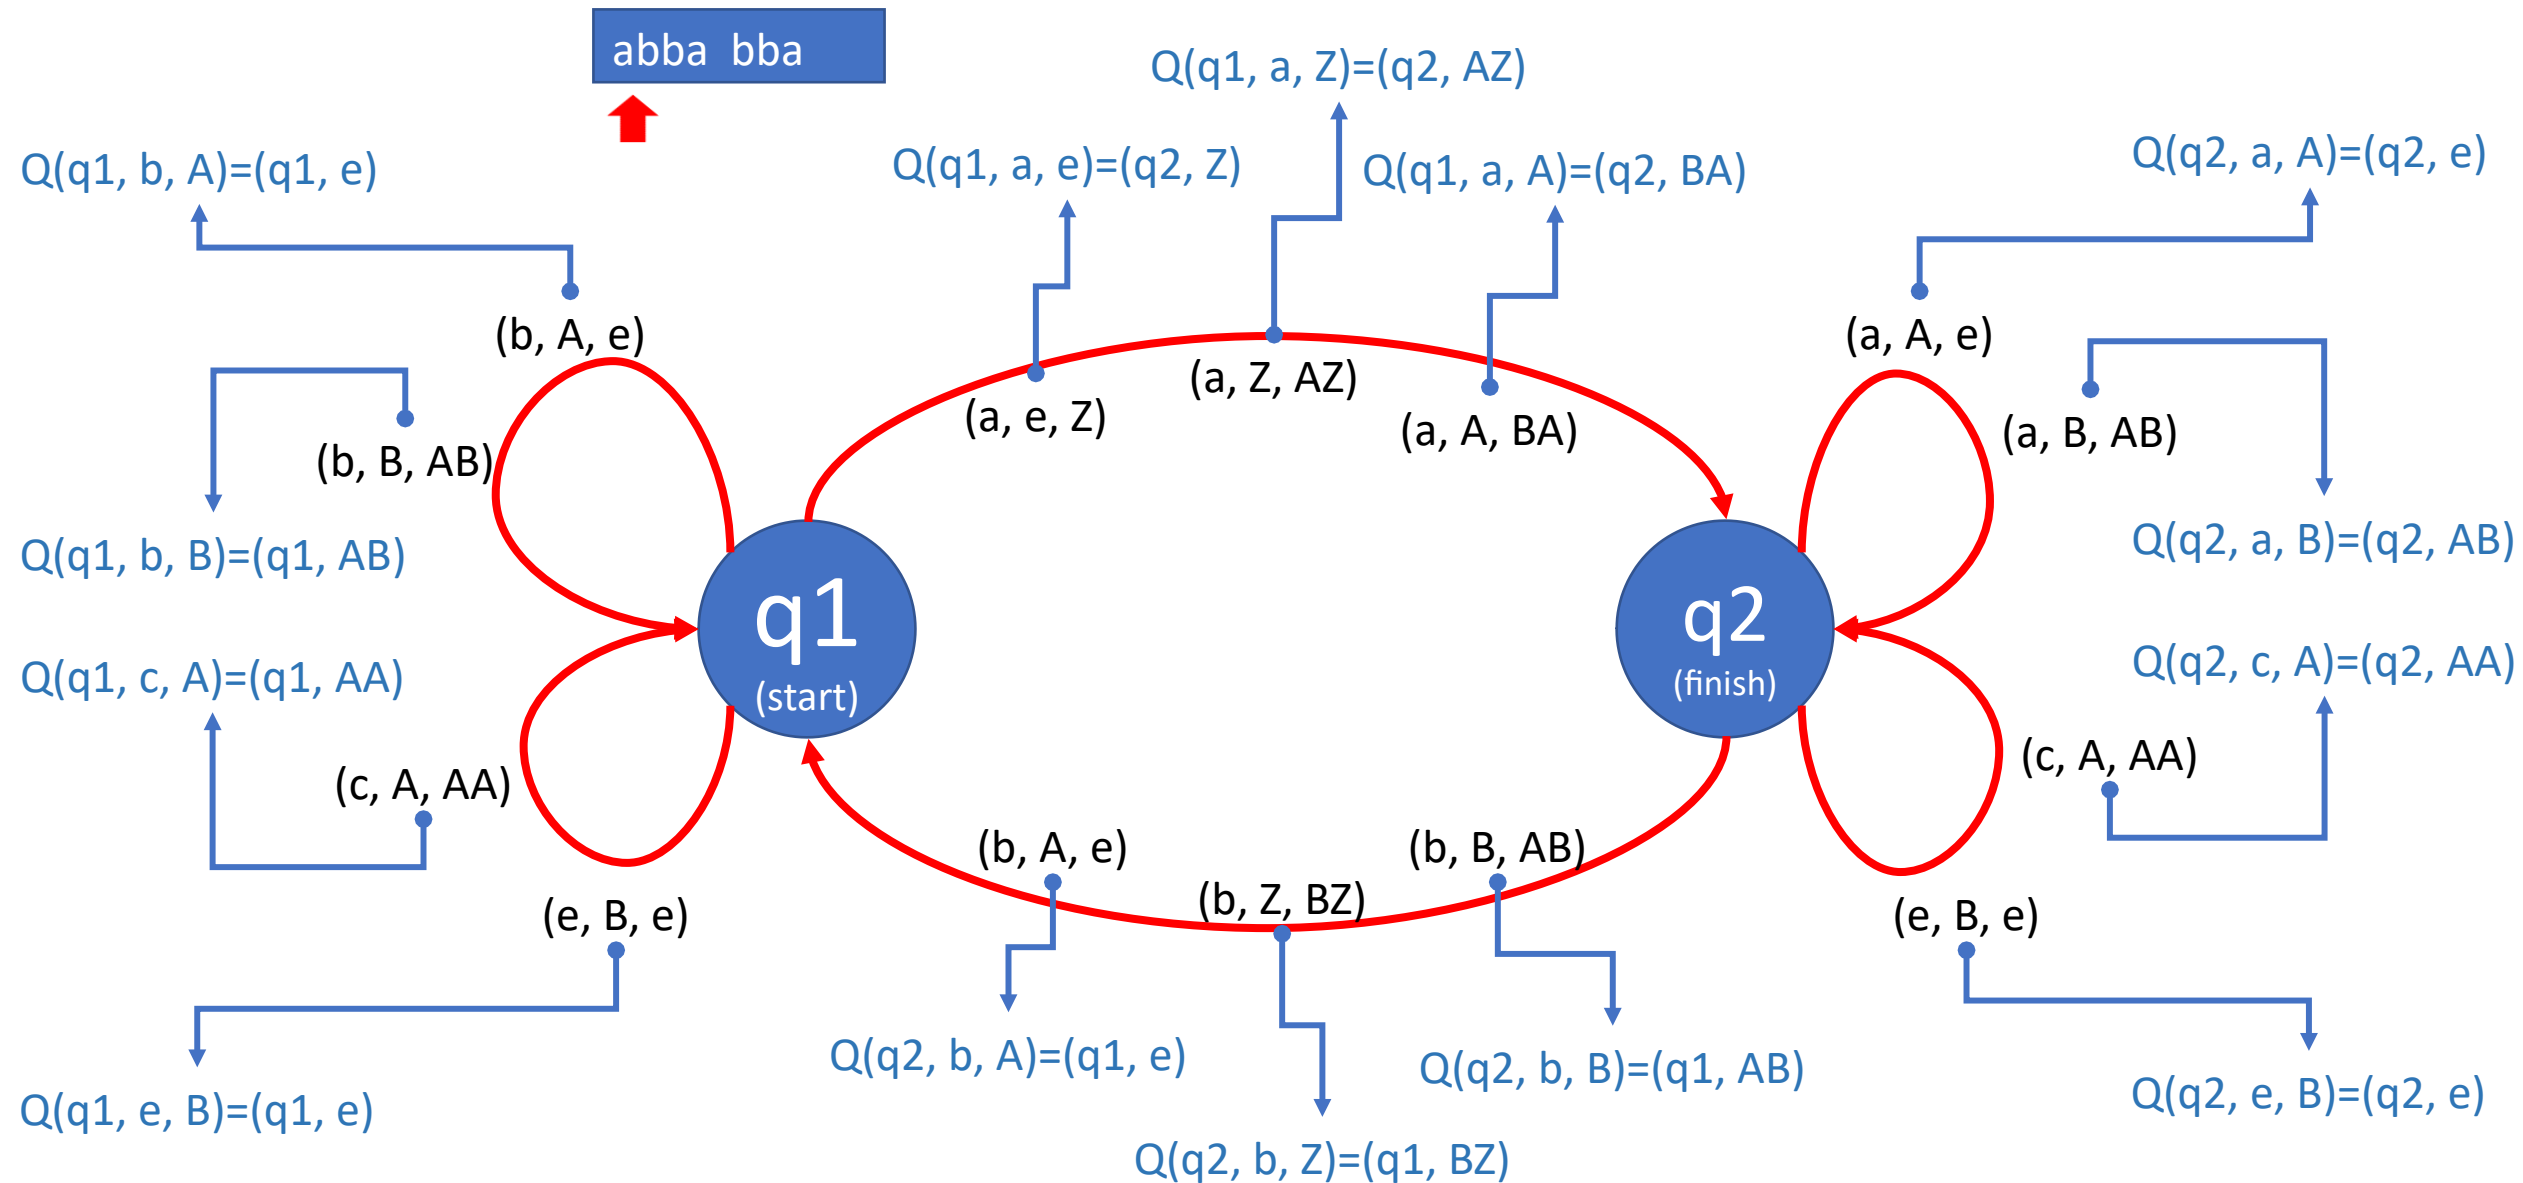 abba  bba
Q(q1, a, Z)=(q2, AZ)
Q(q1, b, A)=(q1, e)
Q(q1, a, e)=(q2, Z)
Q(q1, a, A)=(q2, BA)
Q(q2, a, A)=(q2, e)
(b, A, e)
(a, e, Z)
(a, Z, AZ)
(a, A, BA)
(a, A, e)
(b, B, AB)
(a, B, AB)
Q(q1, b, B)=(q1, AB)
Q(q2, a, B)=(q2, AB)
q1
(start)
q2
(finish)
Q(q1, c, A)=(q1, AA)
Q(q2, c, A)=(q2, AA)
(c, A, AA)
(c, A, AA)
(b, A, e)
(b, Z, BZ)
(b, B, AB)
(e, B, e)
(e, B, e)
Q(q1, e, B)=(q1, e)
Q(q2, b, A)=(q1, e)
Q(q2, b, Z)=(q1, BZ)
Q(q2, b, B)=(q1, AB)
Q(q2, e, B)=(q2, e)